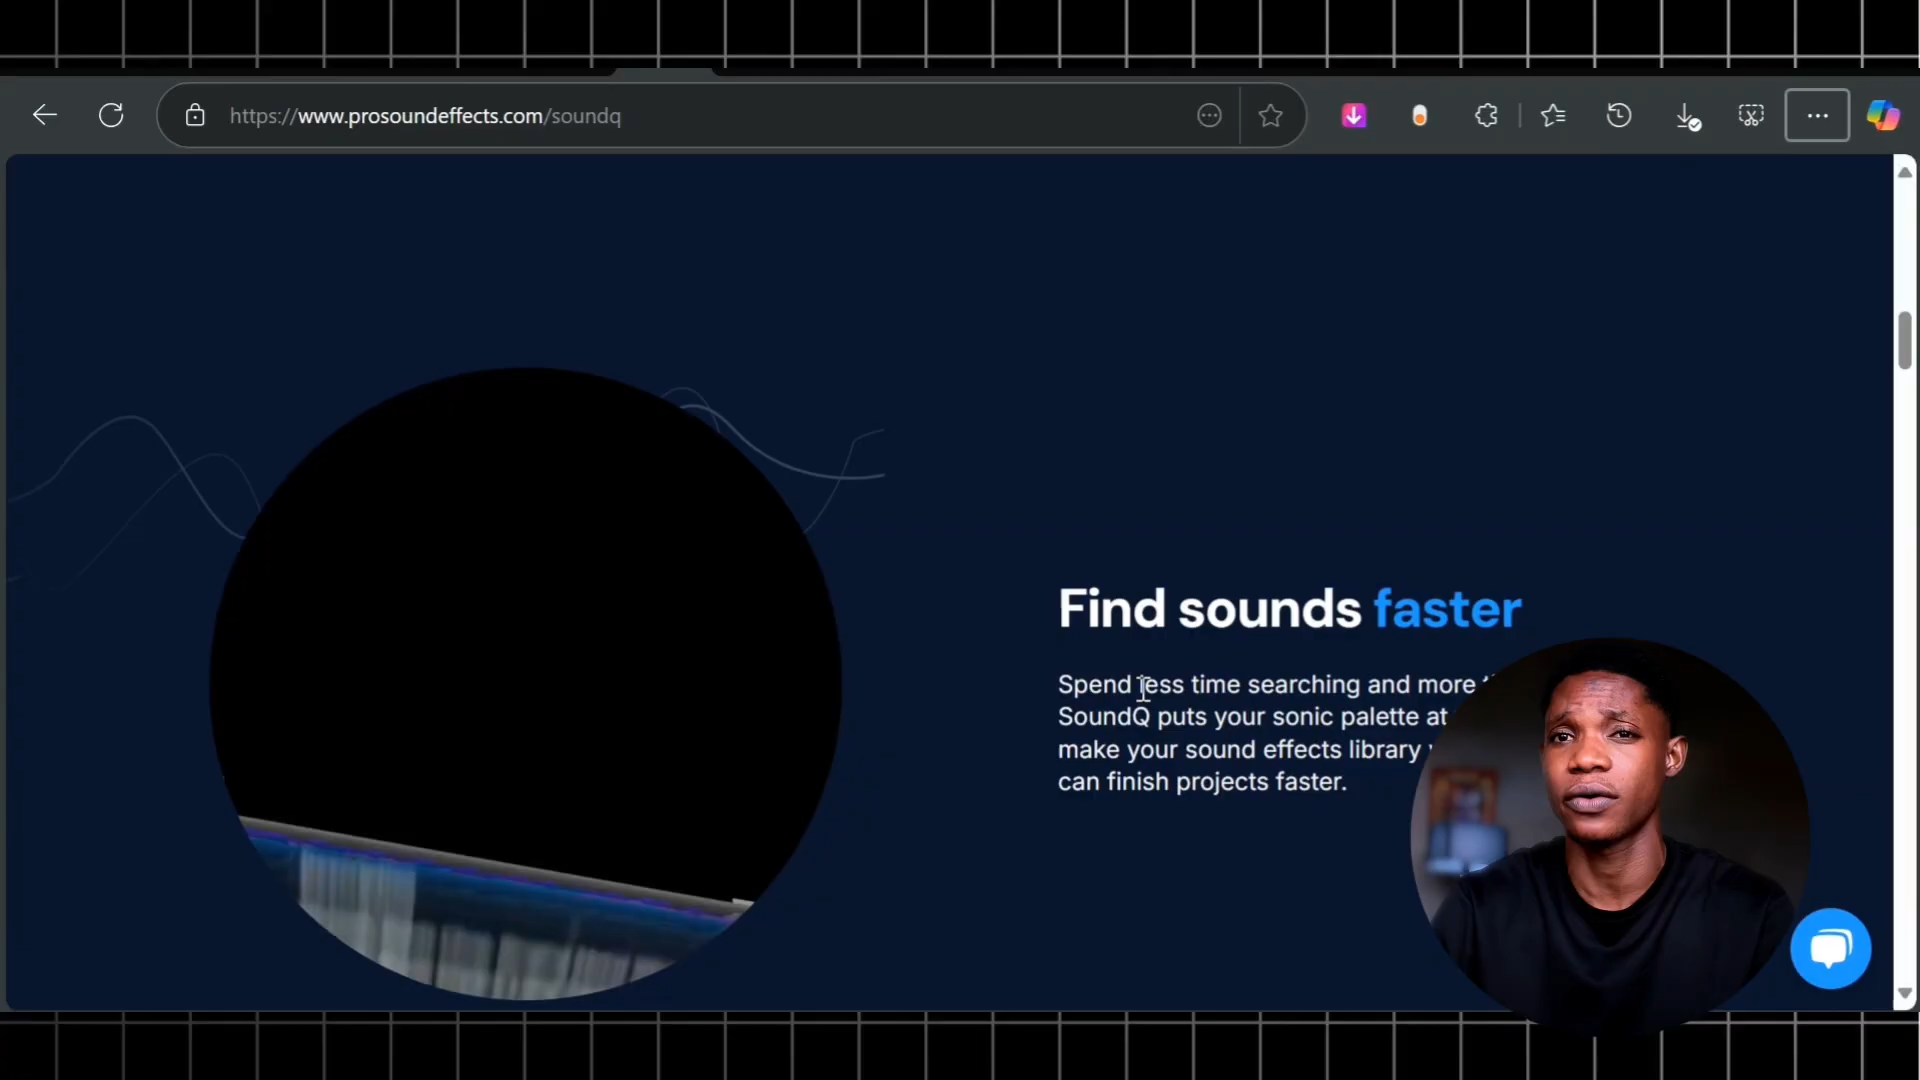 https://www.prosoundeffects.com/soundq
Find sounds faster
Spend less time searching and more
SoundQ puts your sonic palette at
make your sound effects library
can finish projects faster.